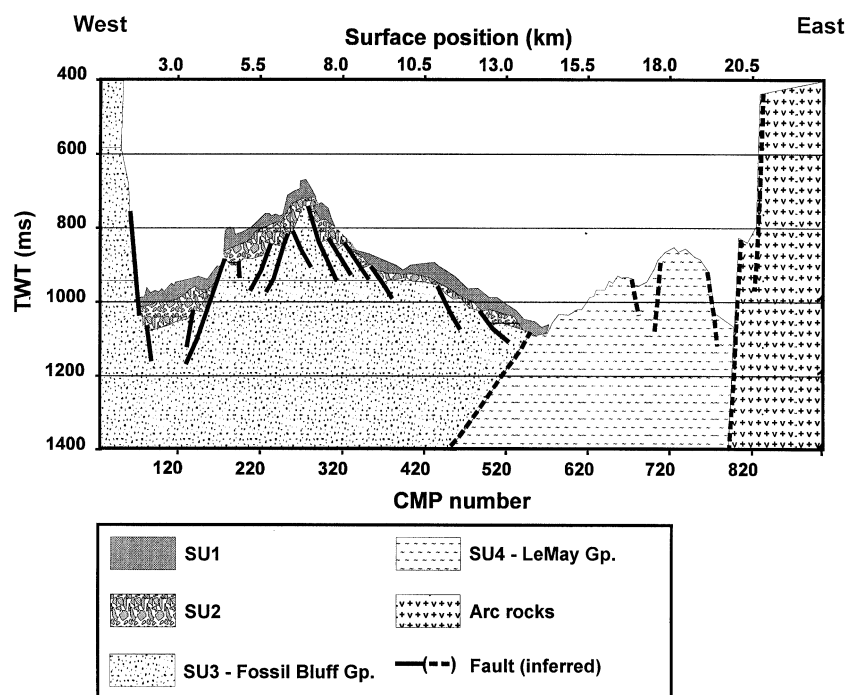 West
East
Surface position (km)
3.0 5.5 8.0 10.5 13.0 15.5 18.0 20.5
400
600
800
1000
1200
1400
TWT (ms)
120 220 320 420 520 620 720 820
CMP number
SU1
SU2
SU3 - Fossil Bluff Gp.
SU4 - LeMay Gp.
Arc rocks
Fault (inferred)